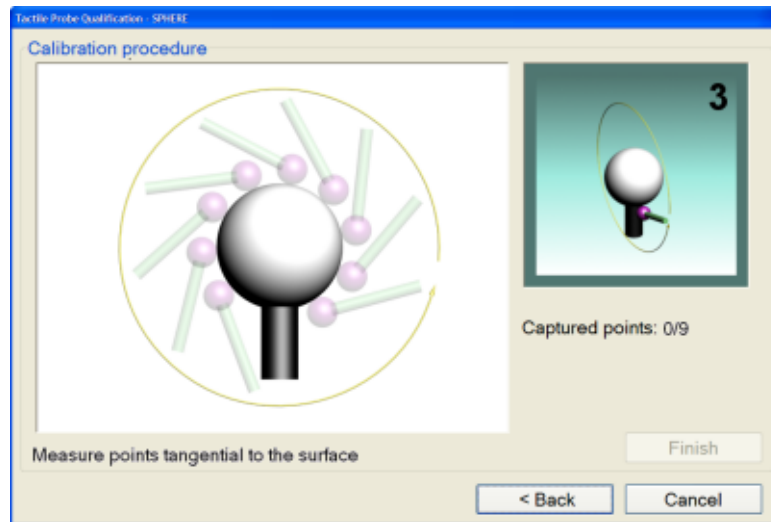 Tactile Probe Qualification - SPHERE
Calibration procedure
3
Captured points: 0/9
Measure points tangential to the surface
Finish
< Back
Cancel